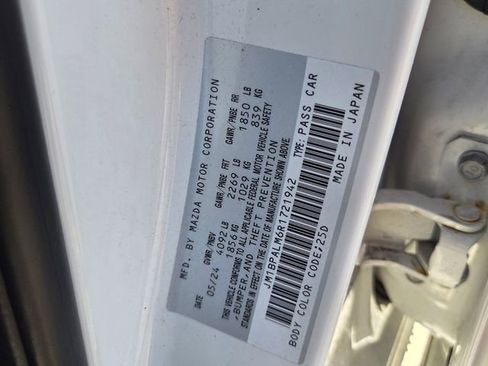 MFD. BY MAZDA MOTOR CORPORATION
DATE GVWR/PNBV GAWR/PNBE FRT GAWR/PNBE RR
05/24 4092 LB 2269 LB 1850 LB
1856 KG 1029 KG 839 KG
THIS VEHICLE CONFORMS TO ALL APPLICABLE FEDERAL MOTOR VEHICLE SAFETY
,BUMPER,AND THEFT PREVENTION
STANDARDS IN EFFECT ON THE DATE OF MANUFACTURE SHOWN ABOVE.
JM1BPALM6R1721942 TYPE: PASS CAR
BODY COLOR CODE:25D MADE IN JAPAN